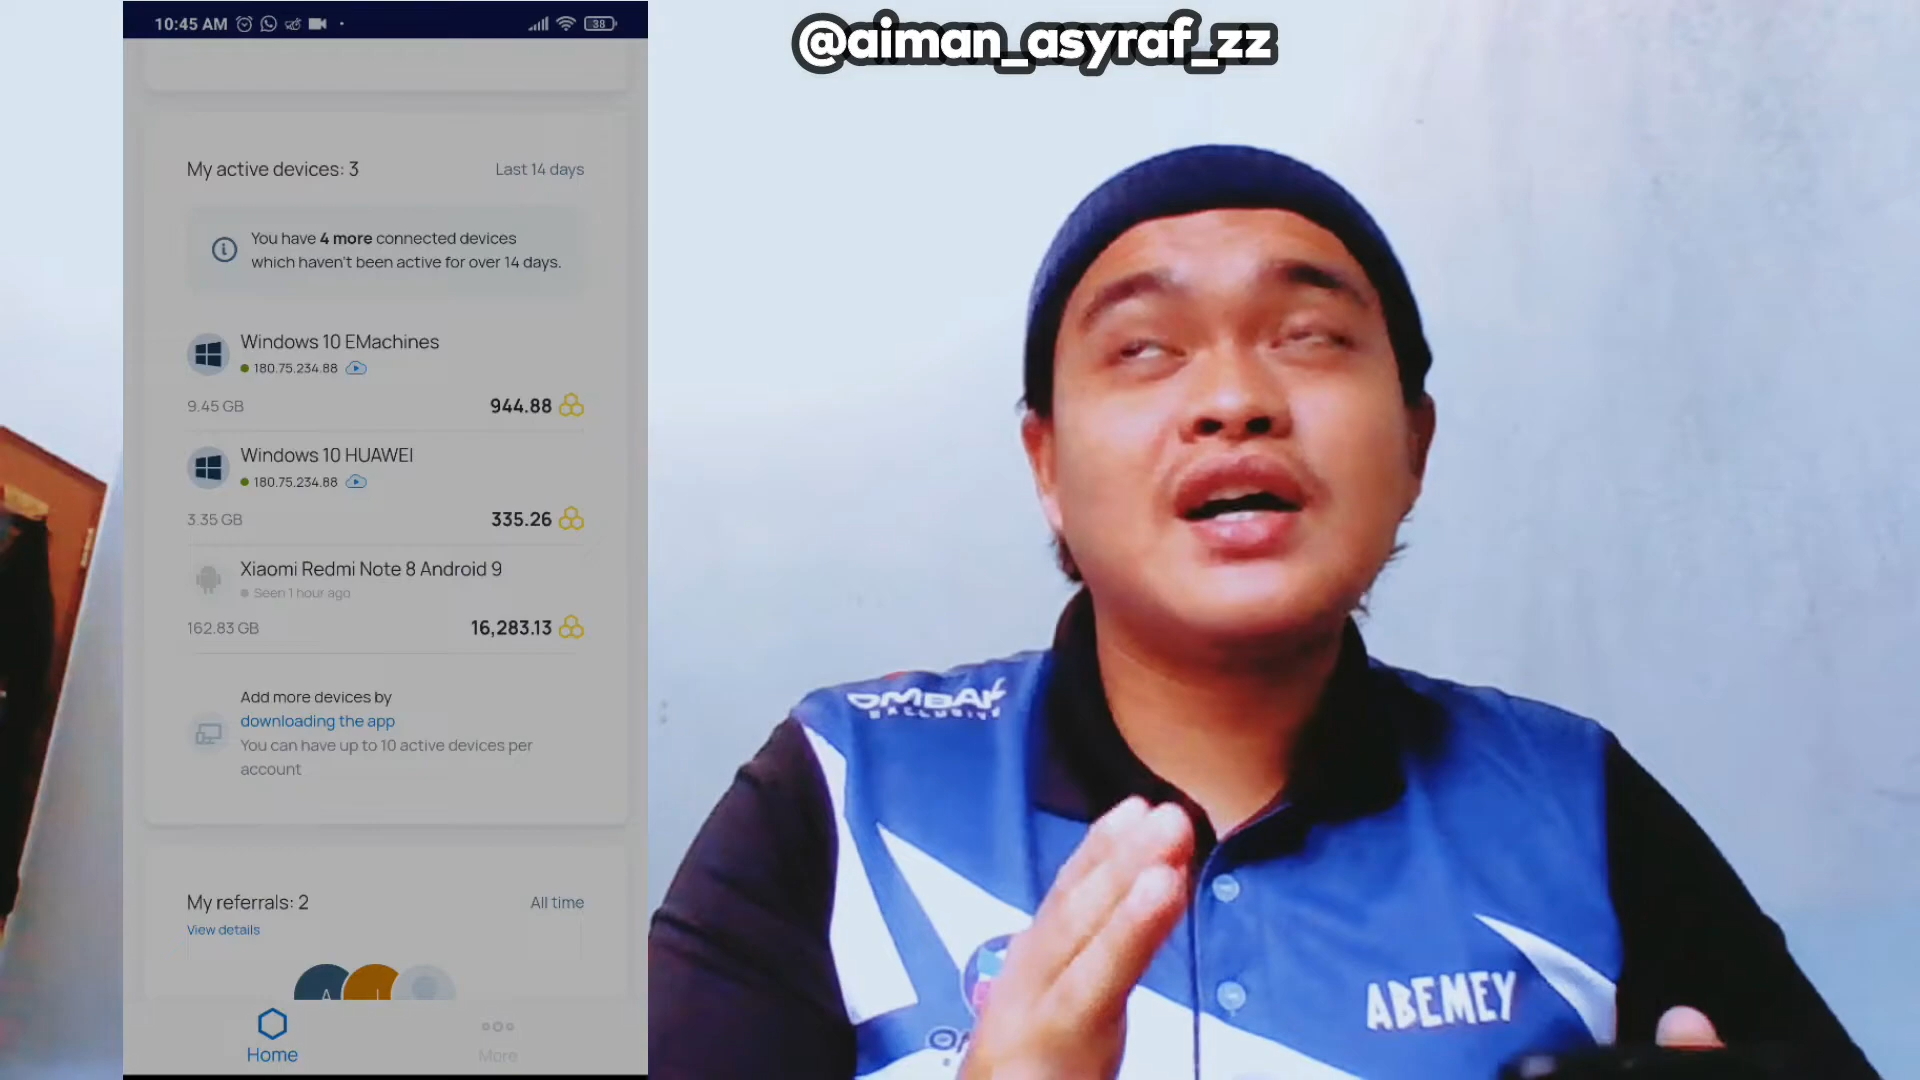 10:45 AM
38
@aiman_asyraf_zz
My active devices: 3
Last 14 days
You have 4 more connected devices
which haven't been active for over 14 days.
Windows 10 EMachines
180.75.234.88
9.45 GB
944.88
Windows 10 HUAWEI
180.75.234.88
3.35 GB
335.26
Xiaomi Redmi Note 8 Android 9
Seen 1 hour ago
162.83 GB
16,283.13
Add more devices by
downloading the app
You can have up to 10 active devices per
account
My referrals: 2
All time
View details
A
Home
More
OMBAK
EXCLUSIVE
ABEMEY